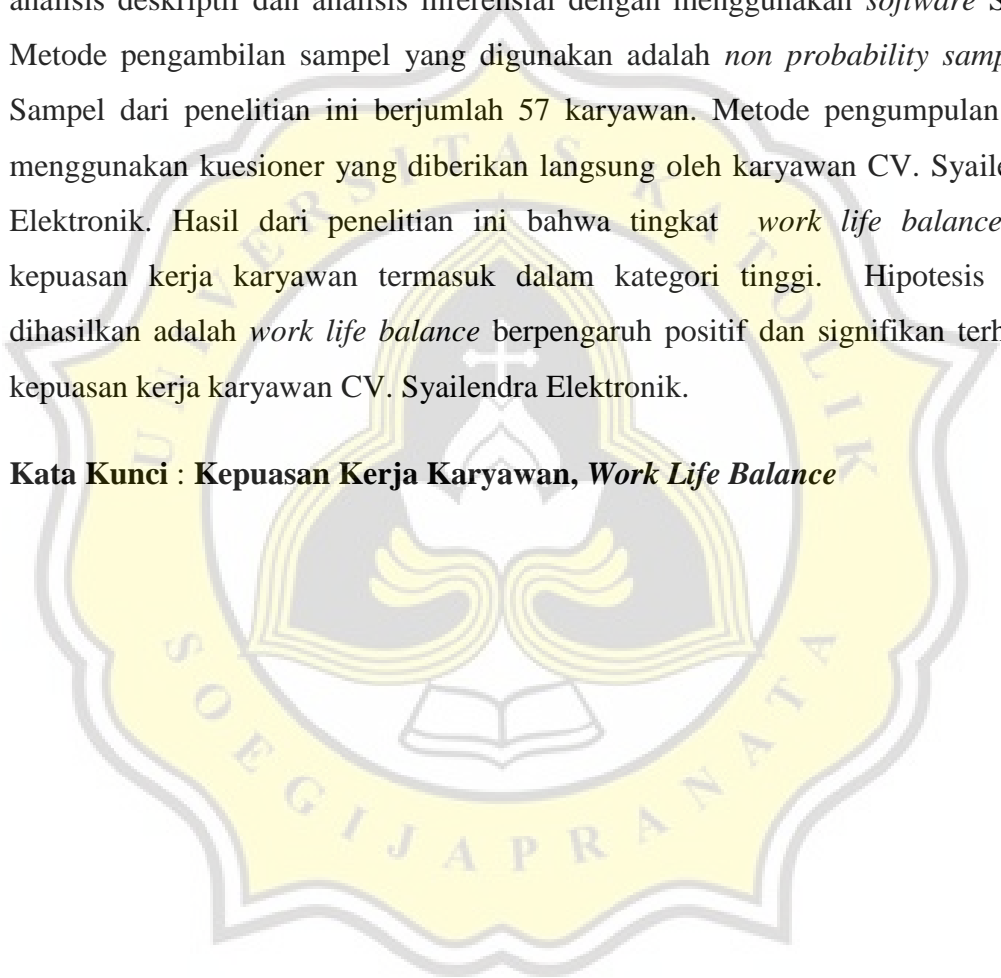 analisis deskriptif dan analisis inferensial dengan menggunakan software
Metode pengambilan sampel yang digunakan adalah non probability
Sampel dari penelitian ini berjumlah 57 karyawan. Metode pengumpulan
menggunakan kuesioner yang diberikan langsung oleh karyawan CV.
Elektronik. Hasil dari penelitian ini bahwa tingkat work life balance
kepuasan kerja karyawan termasuk dalam kategori tinggi. Hipotesis
dihasilkan adalah work life balance berpengaruh positif dan signifikan
kepuasan kerja karyawan CV. Syailendra Elektronik.
Kata Kunci : Kepuasan Kerja Karyawan, Work Life Balance
UNIVERSITAS KATOLIK
SOEGIJAPRANATA